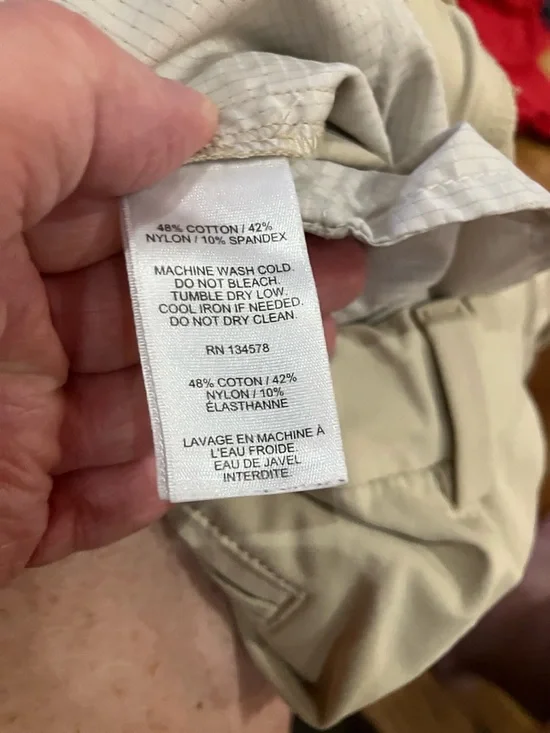 48% COTTON / 42%
NYLON / 10% SPANDEX
MACHINE WASH COLD.
DO NOT BLEACH.
TUMBLE DRY LOW.
COOL IRON IF NEEDED.
DO NOT DRY CLEAN.
RN 134578
48% COTON / 42%
NYLON / 10%
ÉLASTHANNE
LAVAGE EN MACHINE À
L'EAU FROIDE.
EAU DE JAVEL
INTERDITE.